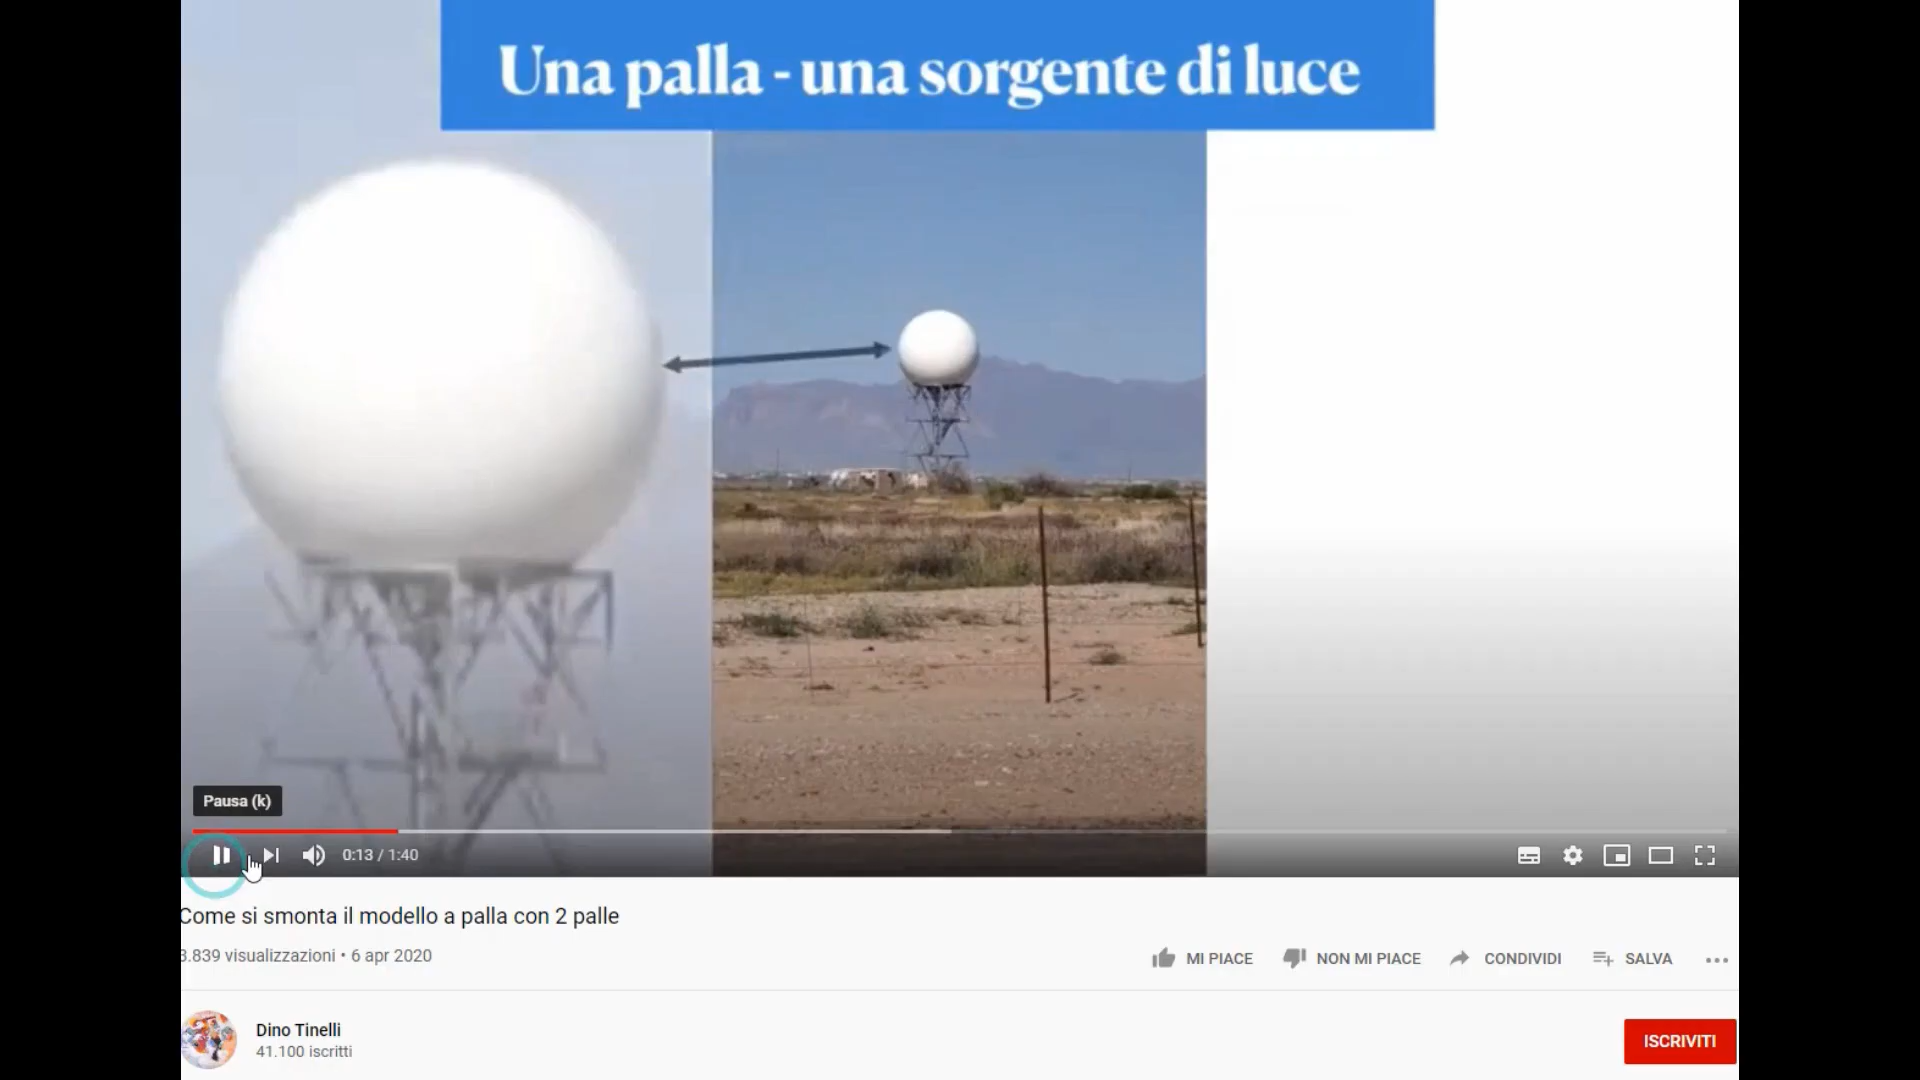 Una palla - una sorgente di luce
Pausa (k)
0:13 / 1:40
Come si smonta il modello a palla con 2 palle
.839 visualizzazioni • 6 apr 2020
MI PIACE
NON MI PIACE
CONDIVIDI
SALVA
Dino Tinelli
41.100 iscritti
ISCRIVITI